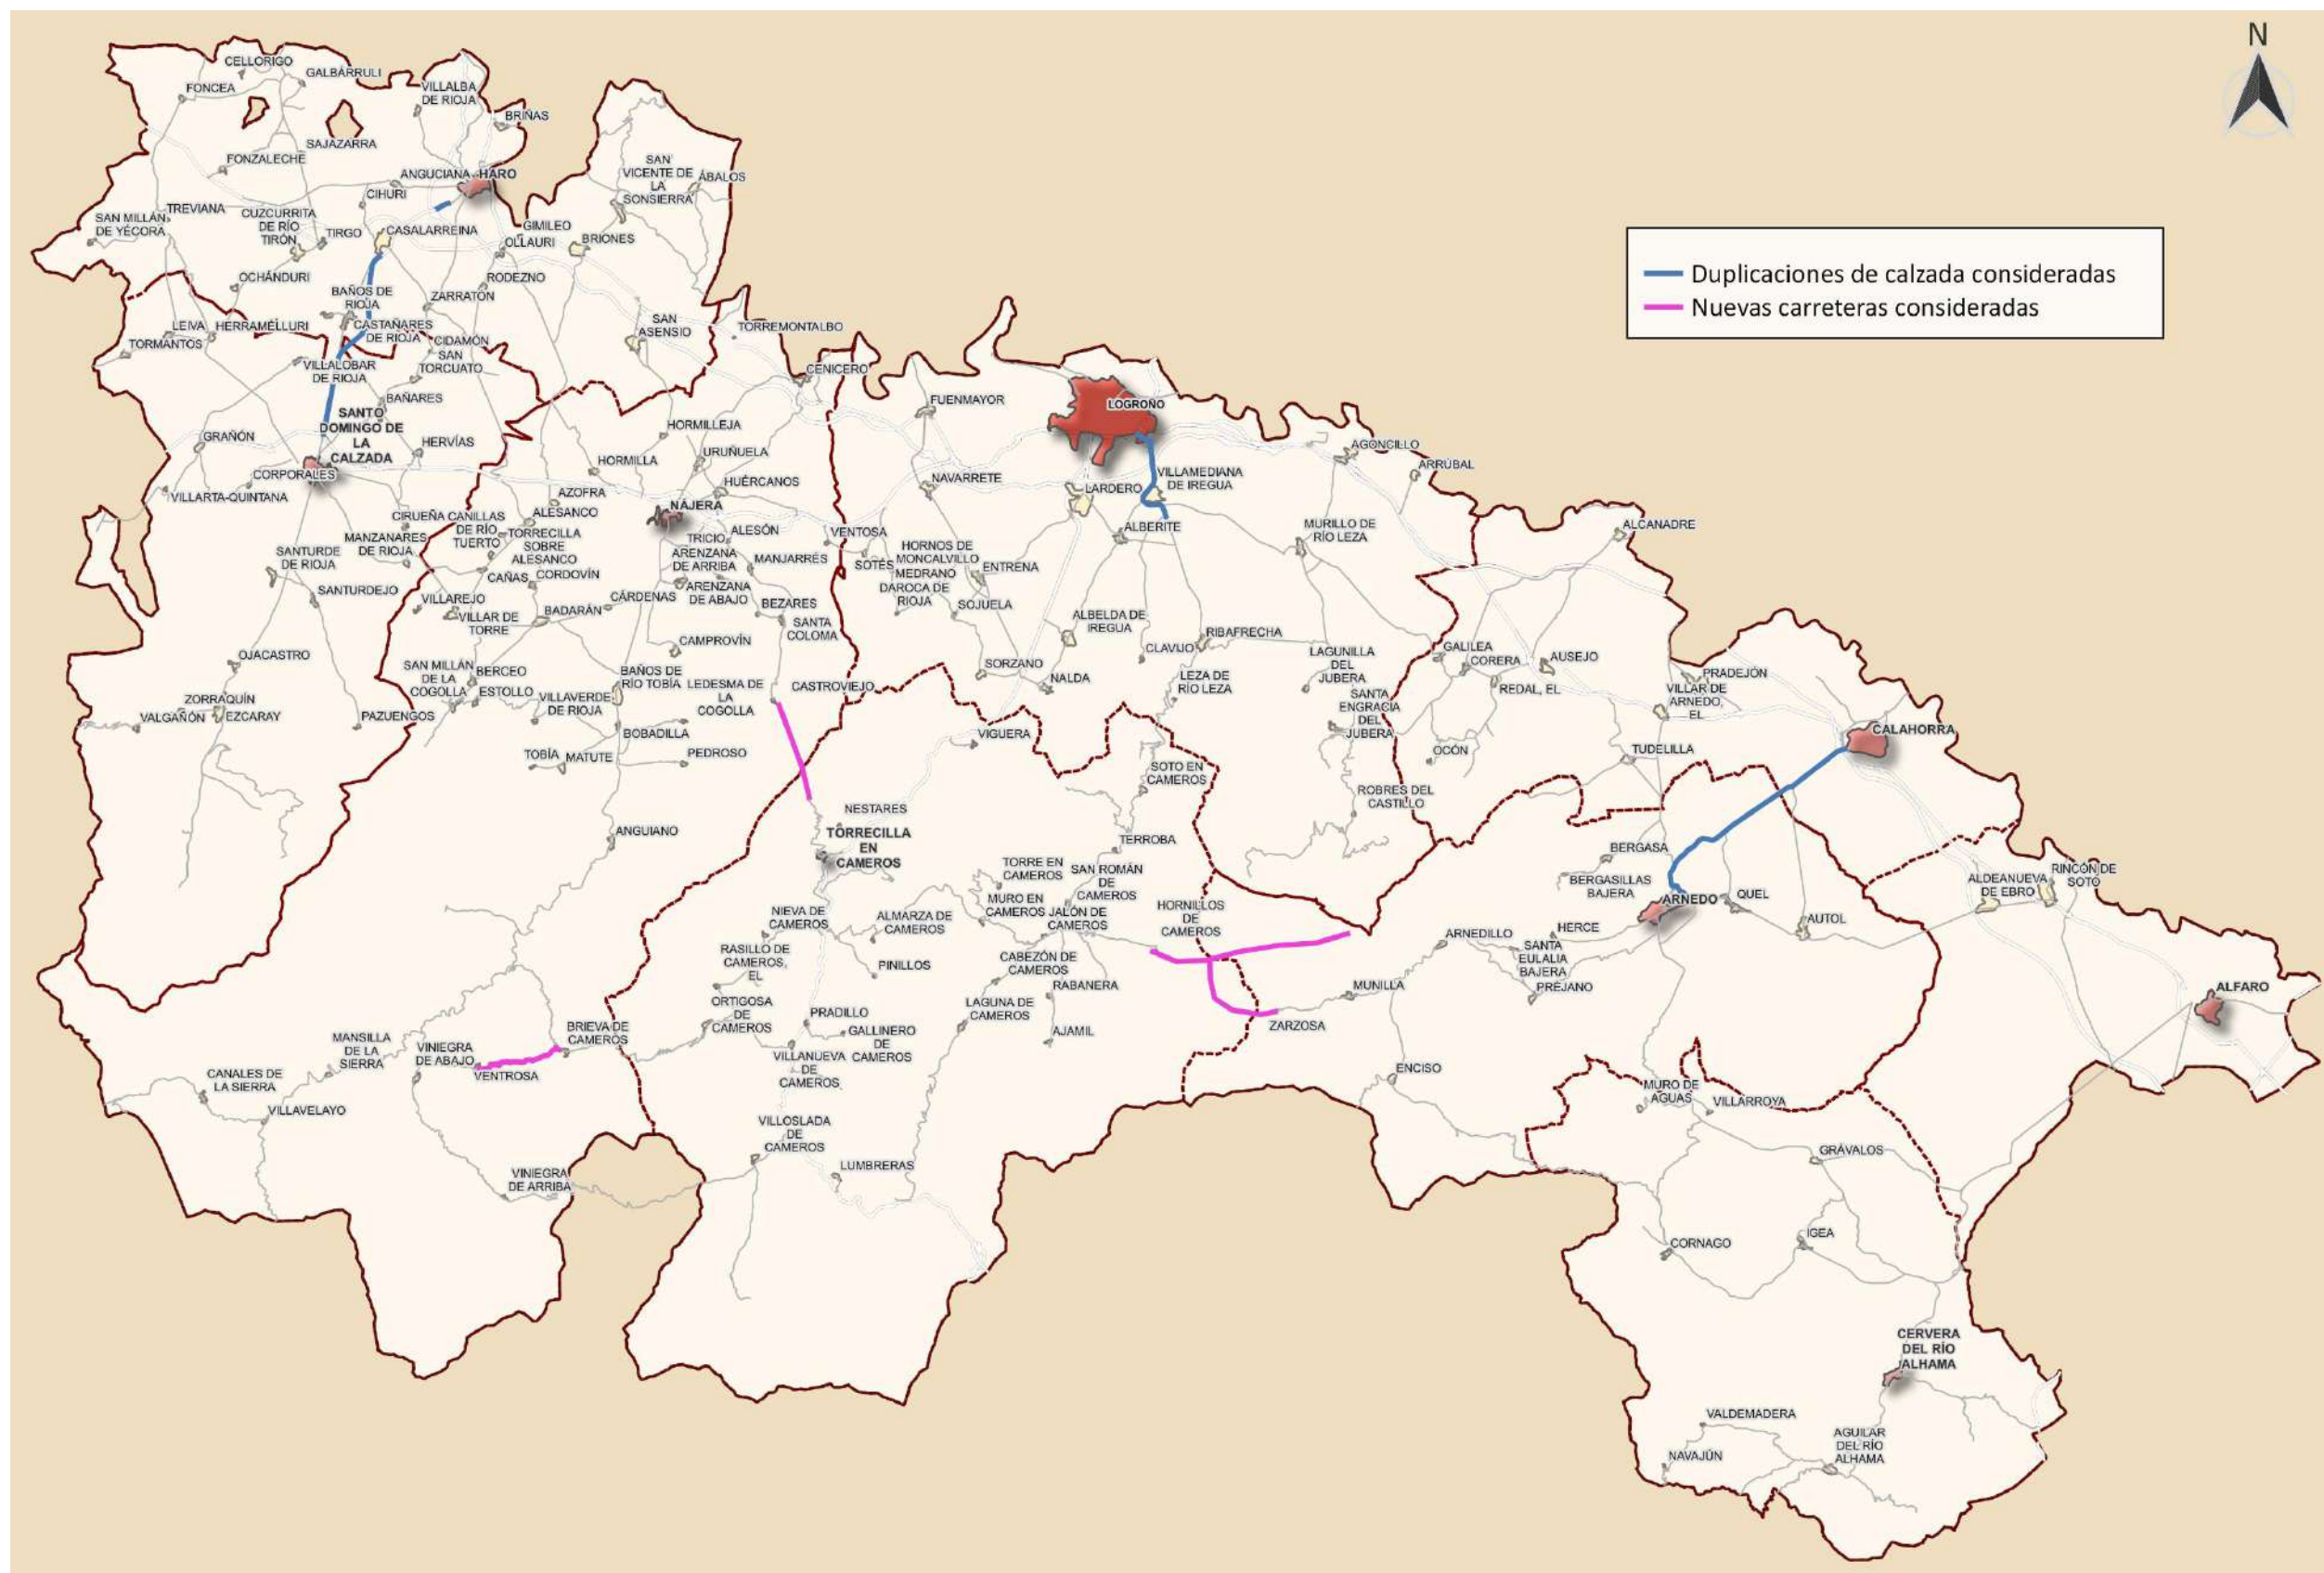 N
CELLORIGO
GALBÁRRULI
FONCEA
VILLALBA
DE RIOJA
BRIÑAS
SAJAZARRA
FONZALECHE
ANGUCIANA
HARO
CIHURI
SAN
VICENTE DE
LA
SONSIERRA
ÁBALOS
TREVIANA
SAN MILLÁN
DE YÉCORA
CUZCURRITA
DE RÍO
TIRÓN
TIRGO
CASALARREINA
GIMILEO
OLLAURI
BRIONES
OCHÁNDURI
RODEZNO
BAÑOS DE
RIOJA
ZARRATÓN
LEIVA
HERRAMÉLLURI
CASTAÑARES
DE RIOJA
TORMANTOS
CIDAMÓN
SAN
TORCUATO
SAN
ASENSIO
TORREMONTALBO
VILLALOBAR
DE RIOJA
CENICERO
BAÑARES
SANTO
DOMINGO DE
LA
CALZADA
GRAÑÓN
HERVÍAS
CORPORALES
VILLARTA-QUINTANA
Duplicaciones de calzada consideradas
Nuevas carreteras consideradas
HORMILLEJA
HORMILLA
URUÑUELA
HUÉRCANOS
AZOFRA
ALESANCO
NÁJERA
FUENMAYOR
LOGROÑO
NAVARRETE
LARDERO
VILLAMEDIANA
DE IREGUA
ALBERITE
AGONCILLO
ARRÚBAL
MURILLO DE
RÍO LEZA
ALCANADRE
CIRUEÑA
CANILLAS
DE RÍO
TUERTO
TORRECILLA
SOBRE
ALESANCO
MANZANARES
DE RIOJA
SANTURDE
DE RIOJA
SANTURDEJO
TRICIO
ALESÓN
ARENZANA
DE ARRIBA
MANJARRÉS
VENTOSA
SOTÉS
HORNOS DE
MONCALVILLO
MEDRANO
DAROCA DE
RIOJA
ENTRENA
SOJUELA
CAÑAS
CORDOVÍN
VILLAREJO
VILLAR DE
TORRE
BADARÁN
CÁRDENAS
ARENZANA
DE ABAJO
BEZARES
SANTA
COLOMA
CAMPROVÍN
ALBELDA DE
IREGUA
CLAVIJO
RIBAFRECHA
SORZANO
NALDA
LEZA DE
RÍO LEZA
LAGUNILLA
DEL
JUBERA
SANTA
ENGRACIA
DEL
JUBERA
GALILEA
CORERA
AUSEJO
REDAL, EL
PRADEJÓN
VILLAR DE
ARNEDO,
EL
OJACASTRO
SAN MILLÁN
DE LA
COGOLLA
BERCEO
ESTOLLO
BAÑOS DE
RÍO TOBÍA
LEDESMA DE
LA
COGOLLA
CASTROVIEJO
ZORRAQUÍN
VALGAÑÓN
EZCARAY
PAZUENGOS
VILLAVERDE
DE RIOJA
BOBADILLA
TOBÍA
MATUTE
PEDROSO
VIGUERA
SOTO EN
CAMEROS
OCÓN
TUDELILLA
CALAHORRA
ROBRES DEL
CASTILLO
ANGUIANO
NESTARES
TORRECILLA
EN
CAMEROS
TERROBA
TORRE EN
CAMEROS
SAN ROMÁN
DE
CAMEROS
MURO EN
CAMEROS
JALÓN DE
CAMEROS
HORNILLOS
DE
CAMEROS
BERGASA
BERGASILLAS
BAJERA
ARNEDO
QUEL
AUTOL
ALDEANUEVA
DE EBRO
RINCÓN DE
SOTO
NIEVA DE
CAMEROS
ALMARZA DE
CAMEROS
RASILLO DE
CAMEROS,
EL
PINILLOS
CABEZÓN DE
CAMEROS
RABANERA
ARNEDILLO
HERCE
SANTA
EULALIA
BAJERA
PRÉJANO
MUNILLA
ZARZOSA
ALFARO
ORTIGOSA
DE
CAMEROS
PRADILLO
GALLINERO
DE
CAMEROS
LAGUNA DE
CAMEROS
AJAMIL
VILLANUEVA
DE
CAMEROS
BRIEVA DE
CAMEROS
MANSILLA
DE LA
SIERRA
VINIEGRA
DE ABAJO
VENTROSA
CANALES DE
LA SIERRA
VILLAVELAYO
ENCISO
MURO DE
AGUAS
VILLARROYA
VILLOSLADA
DE
CAMEROS
LUMBRERAS
VINIEGRA
DE ARRIBA
GRÁVALOS
CORNAGO
IGEA
CERVERA
DEL RÍO
ALHAMA
VALDEMADERA
NAVAJÚN
AGUILAR
DEL RÍO
ALHAMA